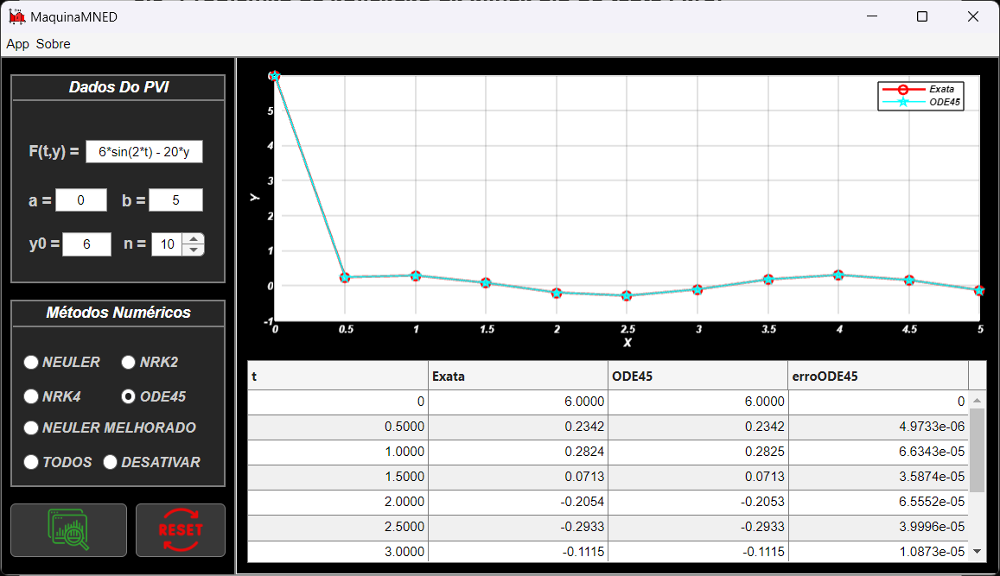 MaquinaMNED
App Sobre
Dados Do PVI
F(t,y) = 6*sin(2*t) - 20*y
a = 0 b = 5
y0 = 6 n = 10
Métodos Numéricos
NEULER NRK2
NRK4 ODE45
NEULER MELHORADO
TODOS DESATIVAR
RESET
Exata
ODE45
6
5
4
3
2
1
0
-1
Y
0 0.5 1 1.5 2 2.5 3 3.5 4 4.5 5
X
t Exata ODE45 erroODE45
0 6.0000 6.0000 0
0.5000 0.2342 0.2342 4.9733e-06
1.0000 0.2824 0.2825 6.6343e-05
1.5000 0.0713 0.0713 3.5874e-05
2.0000 -0.2054 -0.2053 6.5552e-05
2.5000 -0.2933 -0.2933 3.9996e-05
3.0000 -0.1115 -0.1115 1.0873e-05